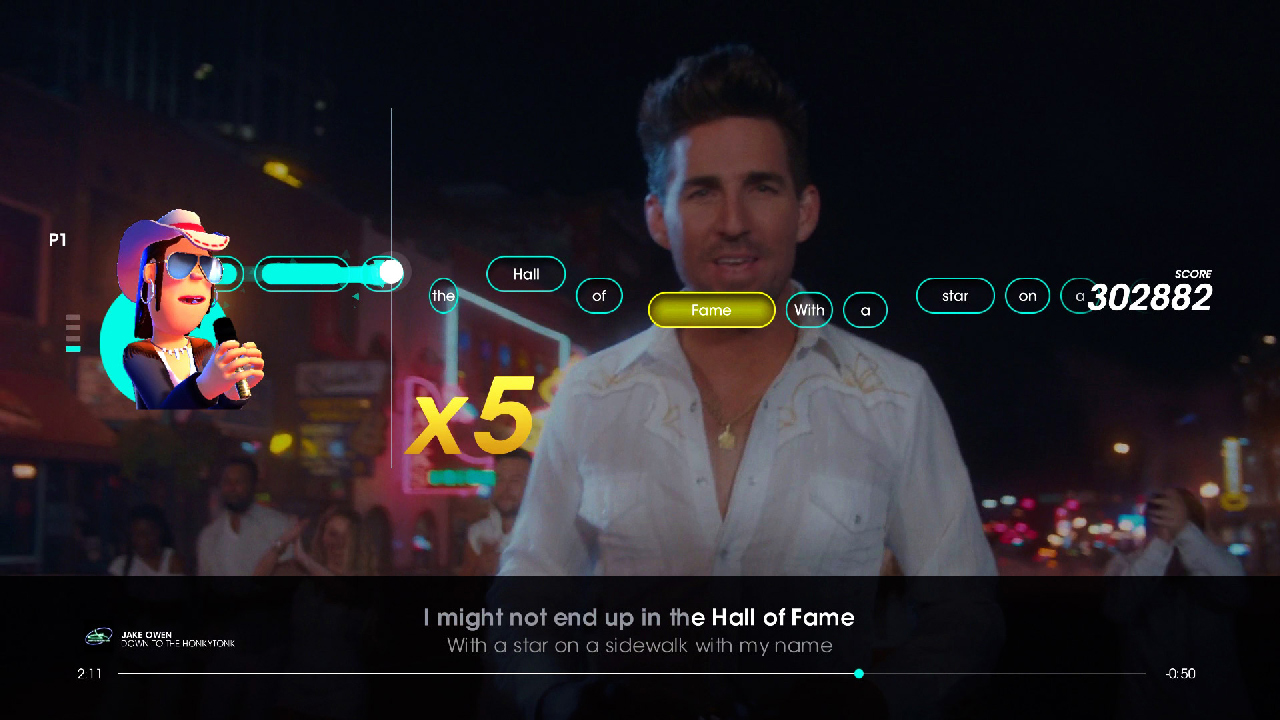 P1
the Hall of Fame With a star on a
SCORE
302882
x5
I might not end up in the Hall of Fame
With a star on a sidewalk with my name
JAKE OWEN
DOWN TO THE HONKYTONK
2:11
-0:50